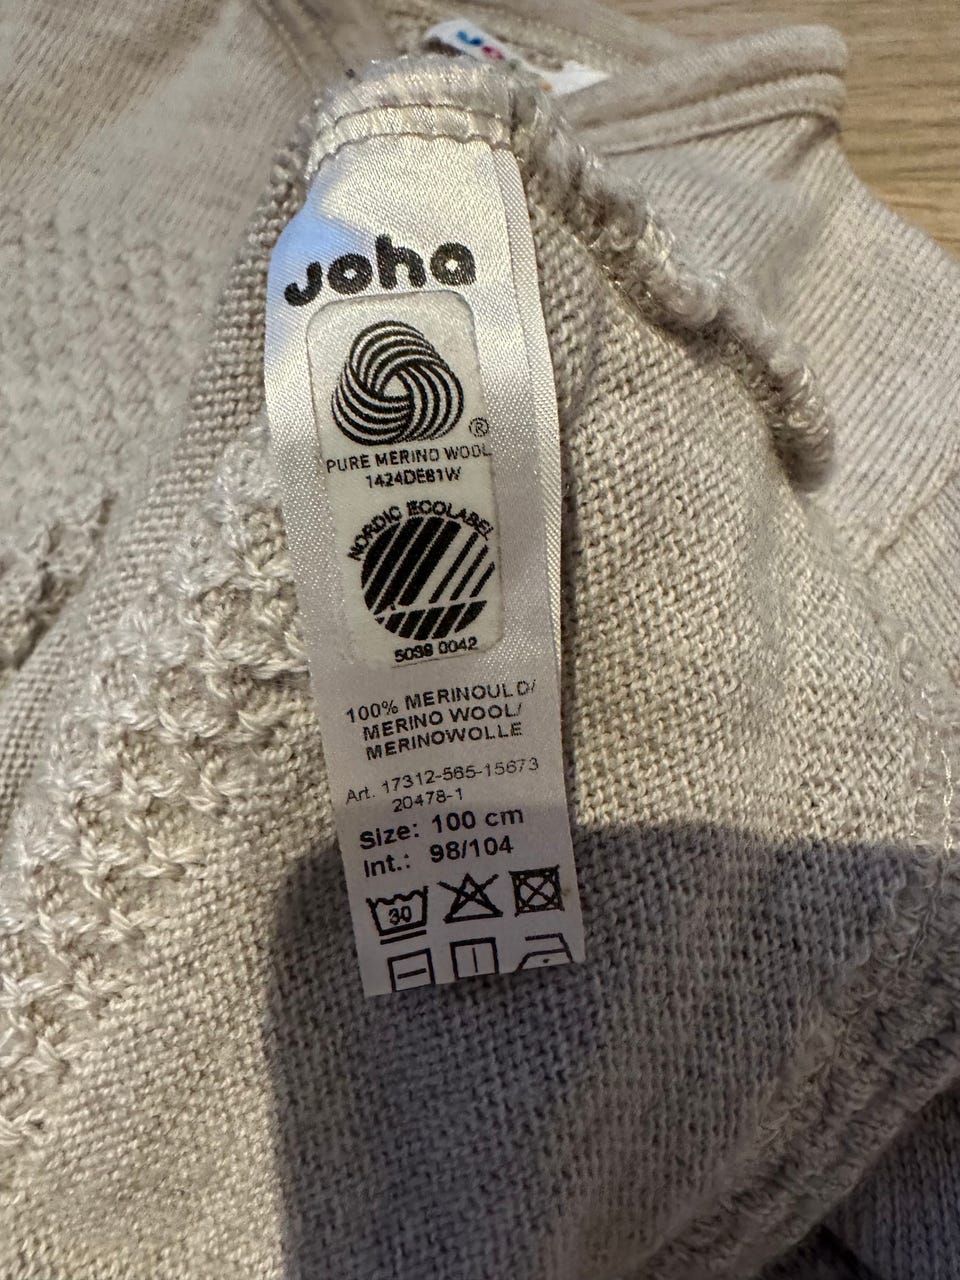 Joha
PURE MERINO WOOL
1424DE81W
NORDIC ECOLABEL
5039 0042
100% MERINOULD/
MERINO WOOL/
MERINOWOLLE
Art. 17312-565-15673
20478-1
Size: 100 cm
Int.: 98/104
30